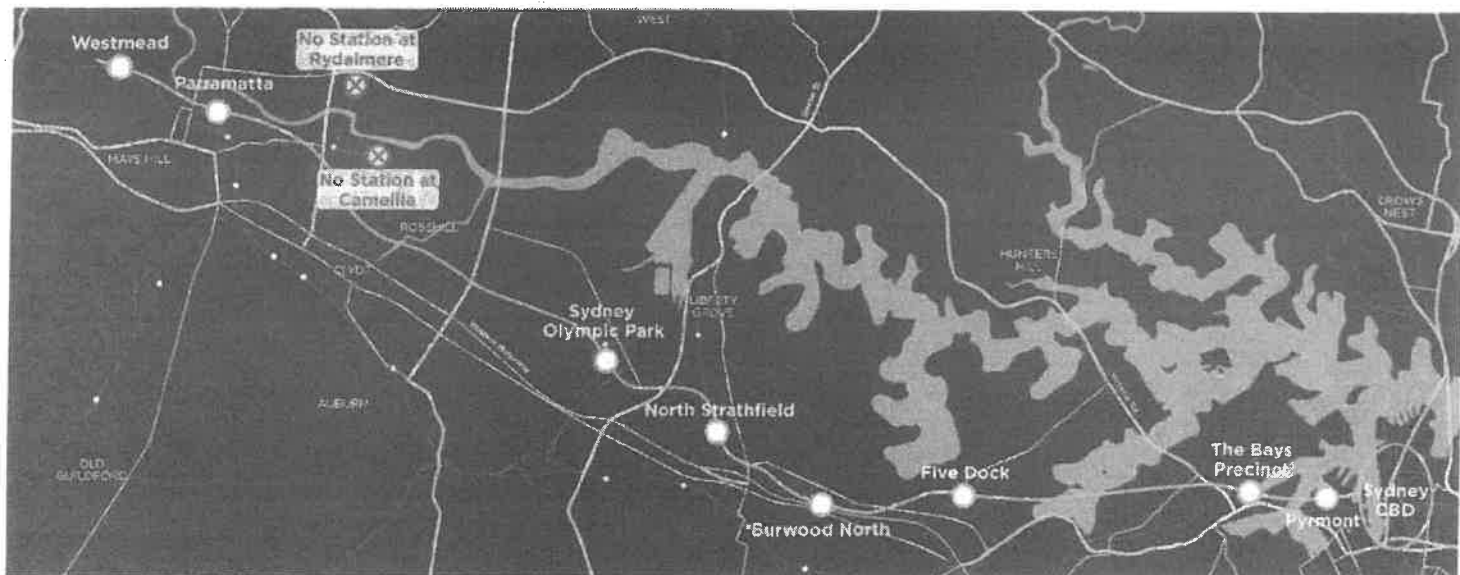 WEST
Westmead
No Station at
Rydalmere
Parramatta
MAYS HILL
No Station at
Camellia
ROSEHILL
CROWS
NEST
HUNTERS
HILL
CLYDE
LIBERTY
GROVE
Sydney
Olympic Park
AUBURN
North Strathfield
OLD
GUILDFORD
Five Dock
The Bays
Precinct
Burwood North
Pyrmont
Sydney
CBD